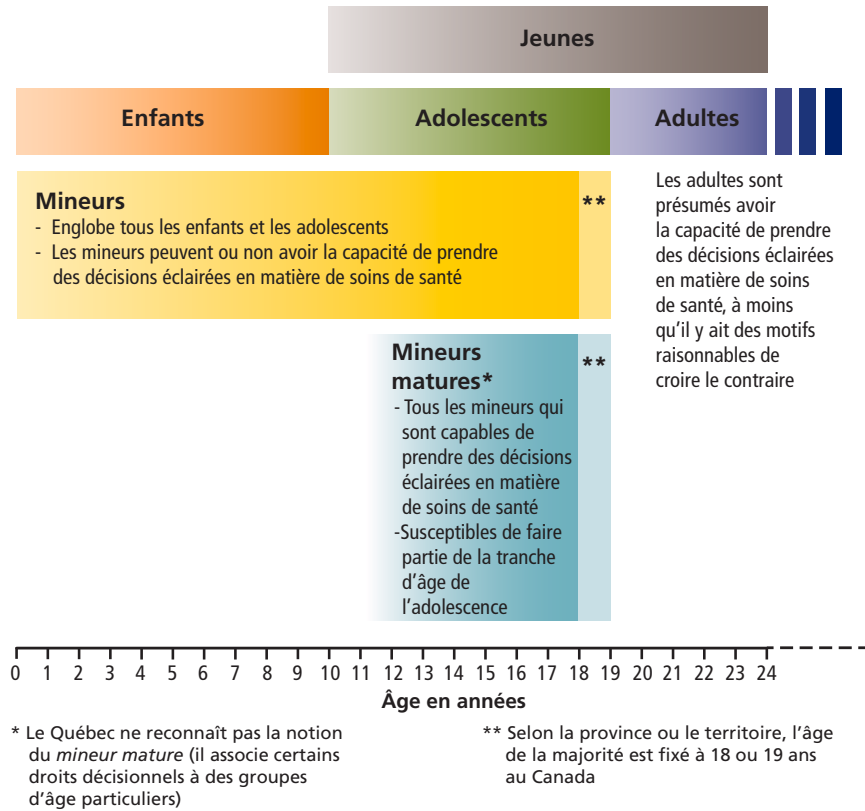 Jeunes
Enfants
Adolescents
Adultes
Mineurs
- Englobe tous les enfants et les adolescents
- Les mineurs peuvent ou non avoir la capacité de prendre
des décisions éclairées en matière de soins de santé
**
Les adultes sont
présumés avoir
la capacité de prendre
des décisions éclairées
en matière de soins
de santé, à moins
qu'il y ait des motifs
raisonnables de
croire le contraire
Mineurs
matures*
- Tous les mineurs qui
sont capables de
prendre des décisions
éclairées en matière
de soins de santé
-Susceptibles de faire
partie de la tranche
d'âge de
l'adolescence
**
0 1 2 3 4 5 6 7 8 9 10 11 12 13 14 15 16 17 18 19 20 21 22 23 24
Âge en années
* Le Québec ne reconnaît pas la notion
du mineur mature (il associe certains
droits décisionnels à des groupes
d'âge particuliers)
** Selon la province ou le territoire, l'âge
de la majorité est fixé à 18 ou 19 ans
au Canada